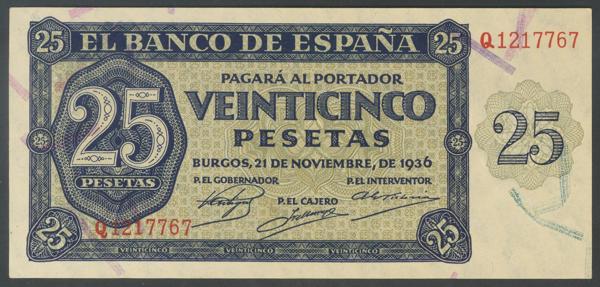 25 EL BANCO DE ESPAÑA 25 Q1217767
PAGARÁ AL PORTADOR
25 VEINTICINCO 25
PESETAS
PESETAS
BURGOS, 21 DE NOVIEMBRE, DE 1936
P. EL GOBERNADOR P. EL INTERVENTOR
P. EL CAJERO
Q1217767
25 VEINTICINCO VEINTICINCO VEINTICINCO 25